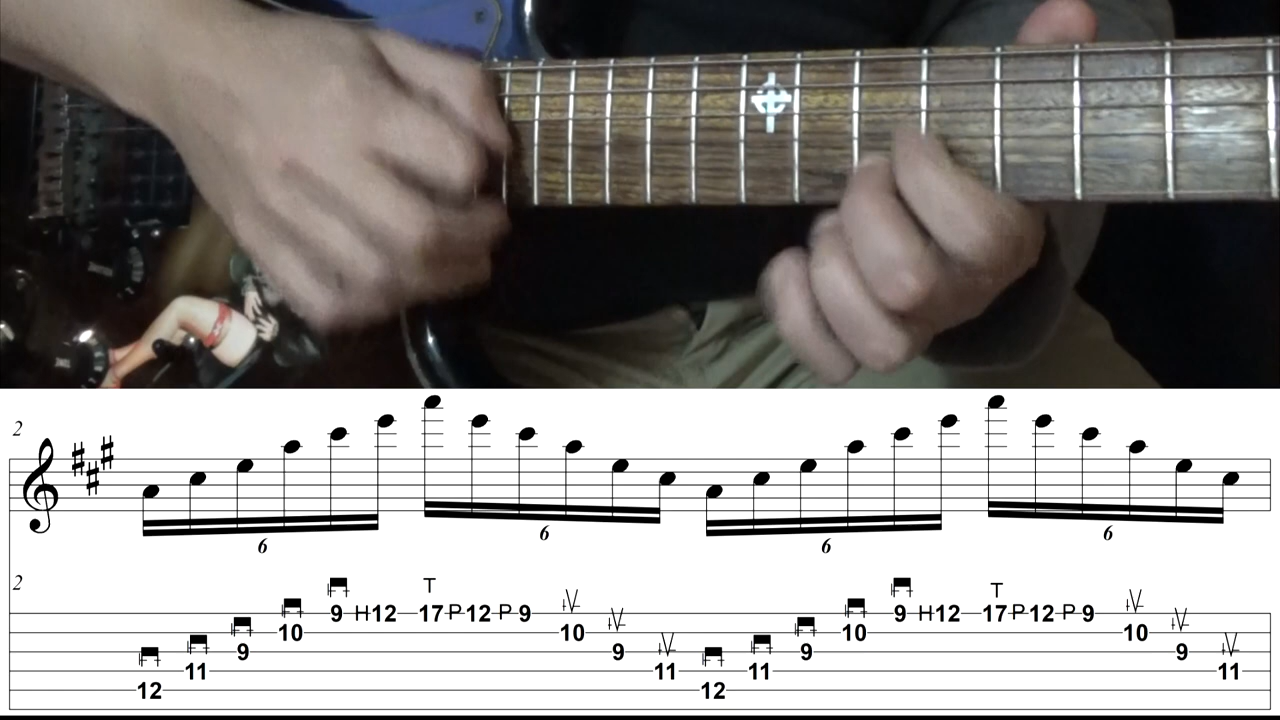 2
6 6 6 6
2
T T
9 H 12 17 P 12 P 9 9 H 12 17 P 12 P 9
10 10 10 10
9 9 9 9
11 11 11 11
12 12